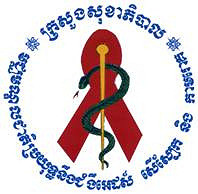 ក្រសួងសុខាភិបាល
មជ្ឈមណ្ឌលជាតិប្រយុទ្ធនឹងជំងឺអេដស៍ សើស្បែក និង កាមរោគ